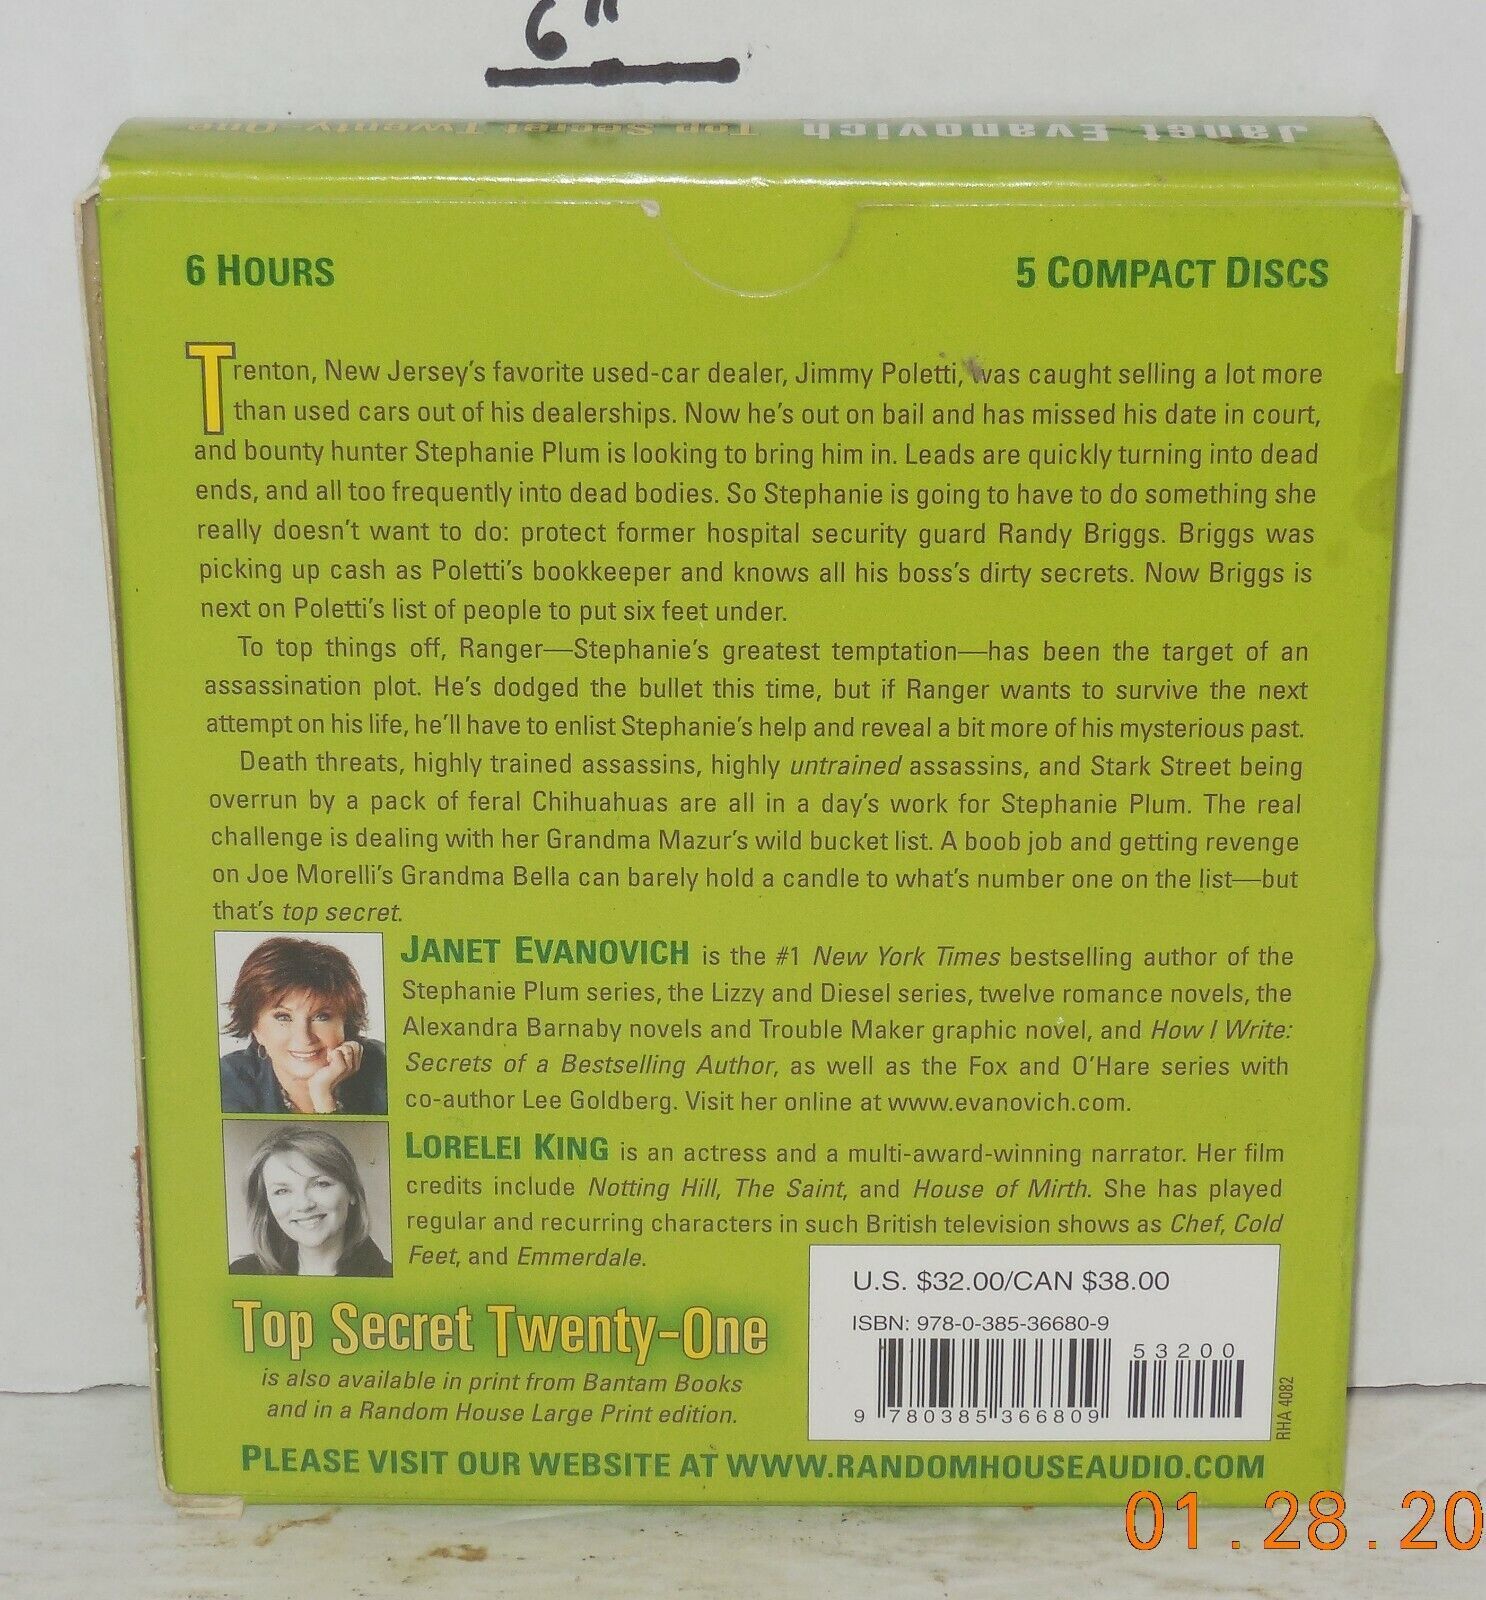 6"
Janet Evanovich Top Secret Twenty-One
6 HOURS
5 COMPACT DISCS
Trenton, New Jersey's favorite used-car dealer, Jimmy Poletti, was caught selling a lot more
than used cars out of his dealerships. Now he's out on bail and has missed his date in court,
and bounty hunter Stephanie Plum is looking to bring him in. Leads are quickly turning into dead
ends, and all too frequently into dead bodies. So Stephanie is going to have to do something she
really doesn't want to do: protect former hospital security guard Randy Briggs. Briggs was
picking up cash as Poletti's bookkeeper and knows all his boss's dirty secrets. Now Briggs is
next on Poletti's list of people to put six feet under.
To top things off, Ranger—Stephanie's greatest temptation—has been the target of an
assassination plot. He's dodged the bullet this time, but if Ranger wants to survive the next
attempt on his life, he'll have to enlist Stephanie's help and reveal a bit more of his mysterious past.
Death threats, highly trained assassins, highly untrained assassins, and Stark Street being
overrun by a pack of feral Chihuahuas are all in a day's work for Stephanie Plum. The real
challenge is dealing with her Grandma Mazur's wild bucket list. A boob job and getting revenge
on Joe Morelli's Grandma Bella can barely hold a candle to what's number one on the list—but
that's top secret.
JANET EVANOVICH is the #1 New York Times bestselling author of the
Stephanie Plum series, the Lizzy and Diesel series, twelve romance novels, the
Alexandra Barnaby novels and Trouble Maker graphic novel, and How I Write:
Secrets of a Bestselling Author, as well as the Fox and O'Hare series with
co-author Lee Goldberg. Visit her online at www.evanovich.com.
LORELEI KING is an actress and a multi-award-winning narrator. Her film
credits include Notting Hill, The Saint, and House of Mirth. She has played
regular and recurring characters in such British television shows as Chef, Cold
Feet, and Emmerdale.
Top Secret Twenty-One
is also available in print from Bantam Books
and in a Random House Large Print edition.
U.S. $32.00/CAN $38.00
ISBN: 978-0-385-36680-9
53200
9 780385 366809
RHA 4082
PLEASE VISIT OUR WEBSITE AT WWW.RANDOMHOUSEAUDIO.COM
01.28.20